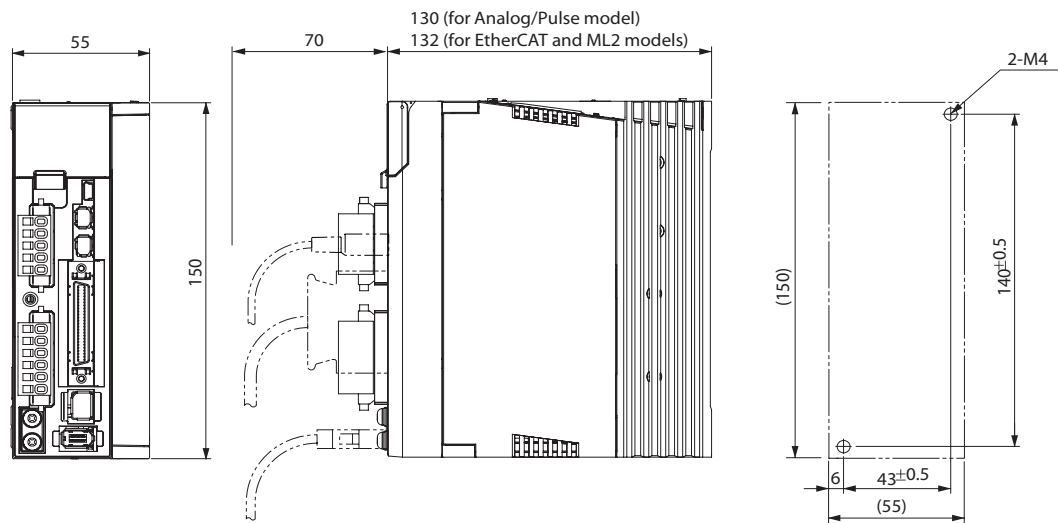 130 (for Analog/Pulse model)
132 (for EtherCAT and ML2 models)
55
70
2-M4
150
(150)
140±0.5
6
43±0.5
(55)